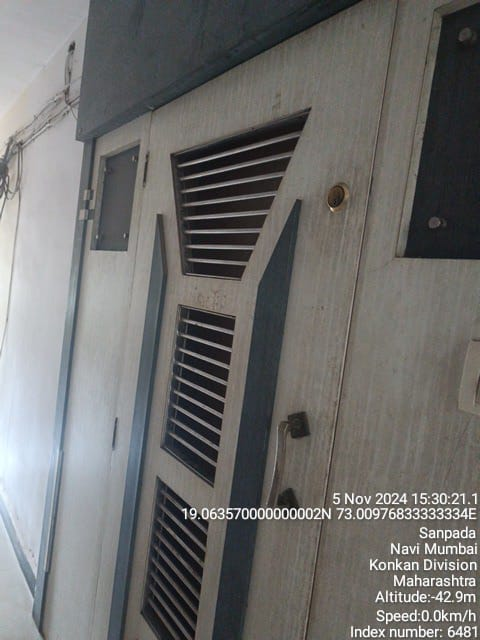 5 Nov 2024 15:30:21.1
19.063570000000002N 73.00976833333334E
Sanpada
Navi Mumbai
Konkan Division
Maharashtra
Altitude:-42.9m
Speed:0.0km/h
Index number: 6481